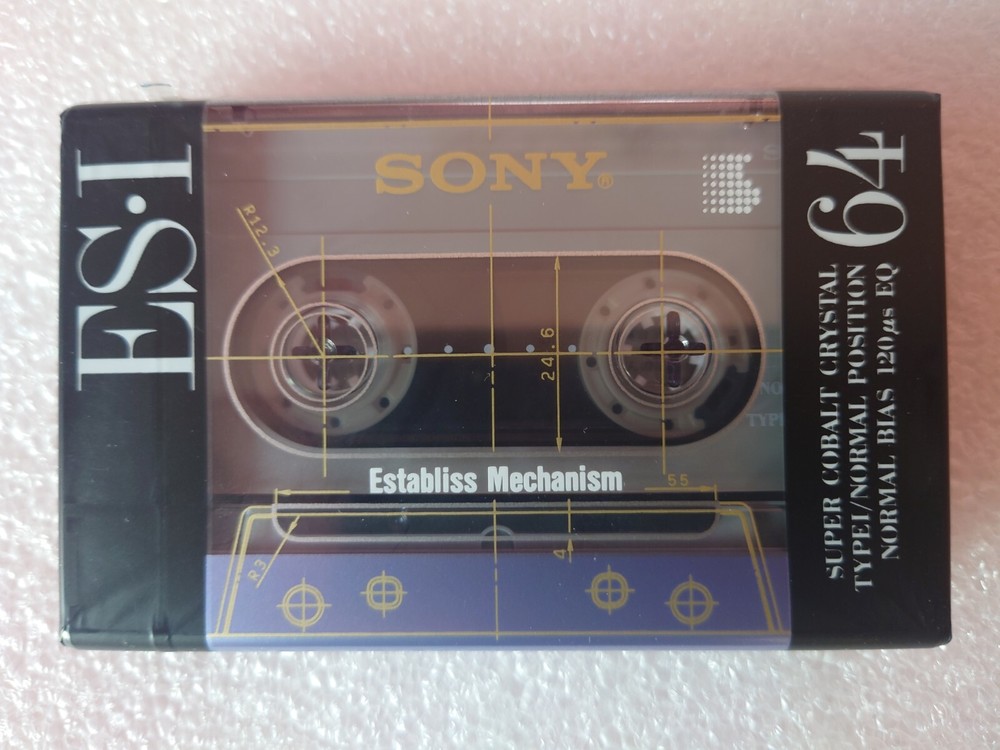 ES·I
SONY®
R12.3
24.6
Establiss Mechanism
55
R3
4
64
SUPER COBALT CRYSTAL
TYPEI/NORMAL POSITION
NORMAL BIAS 120μs EQ